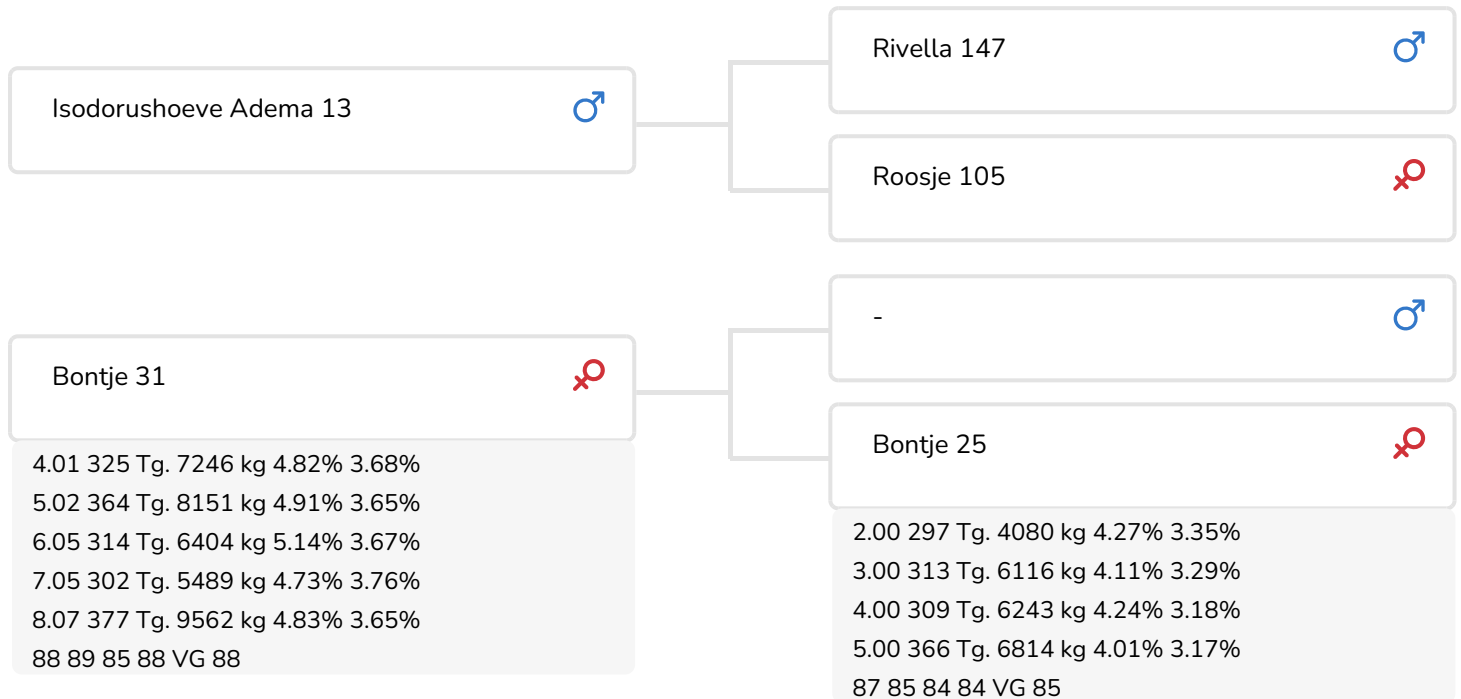 Isodorushoeve Adema 13
Rivella 147
Roosje 105
Bontje 31
4.01 325 Tg. 7246 kg 4.82% 3.68%
5.02 364 Tg. 8151 kg 4.91% 3.65%
6.05 314 Tg. 6404 kg 5.14% 3.67%
7.05 302 Tg. 5489 kg 4.73% 3.76%
8.07 377 Tg. 9562 kg 4.83% 3.65%
88 89 85 88 VG 88
-
Bontje 25
2.00 297 Tg. 4080 kg 4.27% 3.35%
3.00 313 Tg. 6116 kg 4.11% 3.29%
4.00 309 Tg. 6243 kg 4.24% 3.18%
5.00 366 Tg. 6814 kg 4.01% 3.17%
87 85 84 84 VG 85